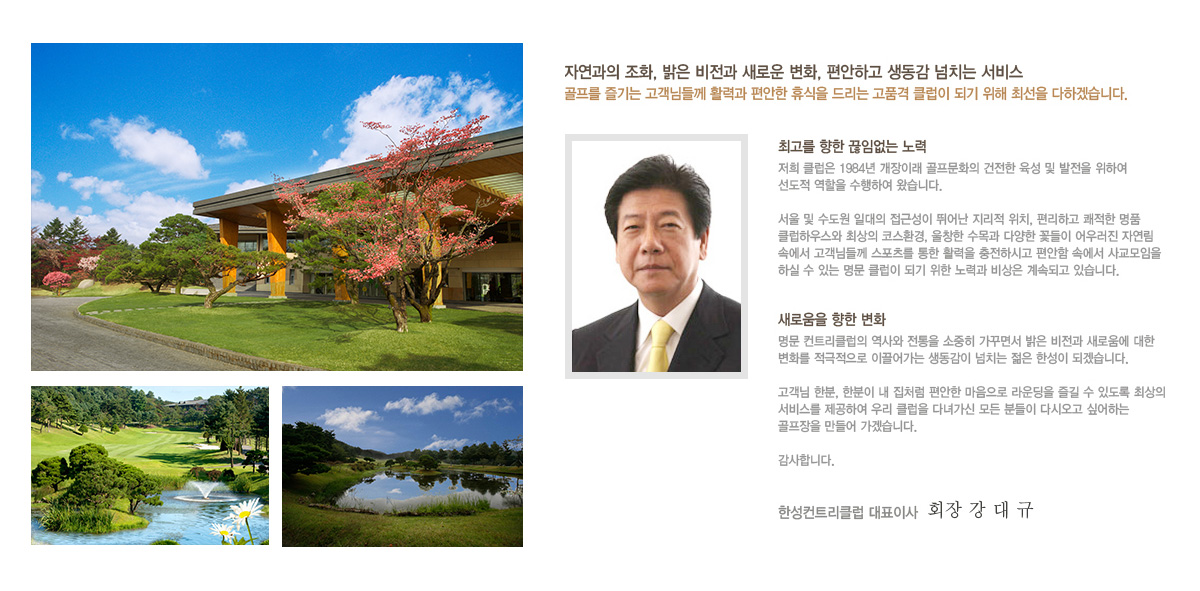 자연과의 조화, 밝은 비전과 새로운 변화, 편안하고 생동감 넘치는 서비스
골프를 즐기는 고객님들께 활력과 편안한 휴식을 드리는 고품격 클럽이 되기 위해 최선을 다하겠습니다.
최고를 향한 끊임없는 노력
저희 클럽은 1984년 개장이래 골프문화의 건전한 육성 및 발전을 위하여
선도적 역할을 수행하여 왔습니다.
서울 및 수도원 일대의 접근성이 뛰어난 지리적 위치, 편리하고 쾌적한 명품
클럽하우스와 최상의 코스환경, 울창한 수목과 다양한 꽃들이 어우러진 자연림
속에서 고객님들께 스포츠를 통한 활력을 충전하시고 편안함 속에서 사교모임을
하실 수 있는 명문 클럽이 되기 위한 노력과 비상은 계속되고 있습니다.
새로움을 향한 변화
명문 컨트리클럽의 역사와 전통을 소중히 가꾸면서 밝은 비전과 새로움에 대한
변화를 적극적으로 이끌어가는 생동감이 넘치는 젊은 한성이 되겠습니다.
고객님 한분, 한분이 내 집처럼 편안한 마음으로 라운딩을 즐길 수 있도록 최상의
서비스를 제공하여 우리 클럽을 다녀가신 모든 분들이 다시오고 싶어하는
골프장을 만들어 가겠습니다.
감사합니다.
한성컨트리클럽 대표이사 회장 강 대 규